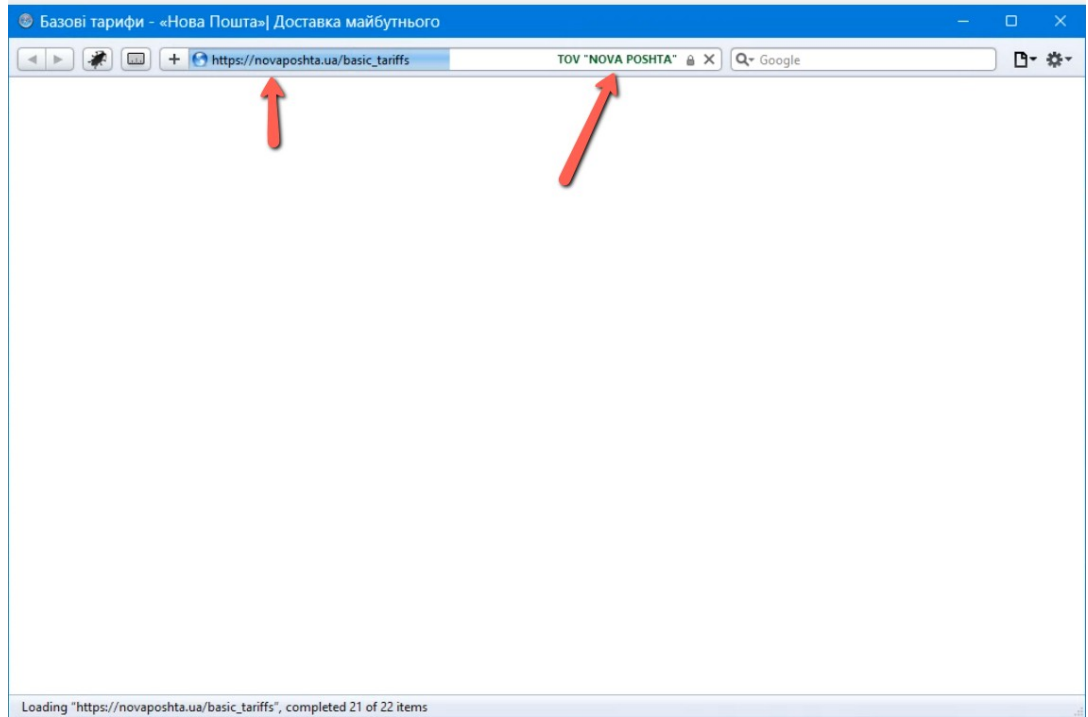 Базові тарифи - «Нова Пошта»| Доставка майбутнього
https://novaposhta.ua/basic_tariffs
TOV "NOVA POSHTA"
Google
Loading "https://novaposhta.ua/basic_tariffs", completed 21 of 22 items